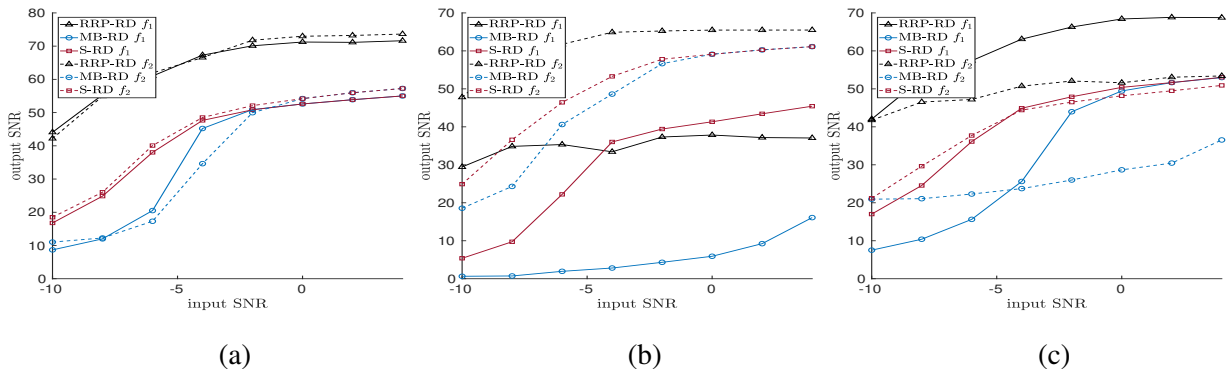 80
70
60
50
40
30
20
10
0
output SNR
RRP-RD f₁
MB-RD f₁
S-RD f₁
RRP-RD f₂
MB-RD f₂
S-RD f₂
-10
-5
0
input SNR
(a)
70
60
50
40
30
20
10
0
output SNR
RRP-RD f₁
MB-RD f₁
S-RD f₁
RRP-RD f₂
MB-RD f₂
S-RD f₂
-10
-5
0
input SNR
(b)
70
60
50
40
30
20
10
0
output SNR
RRP-RD f₁
MB-RD f₁
S-RD f₁
RRP-RD f₂
MB-RD f₂
S-RD f₂
-10
-5
0
input SNR
(c)